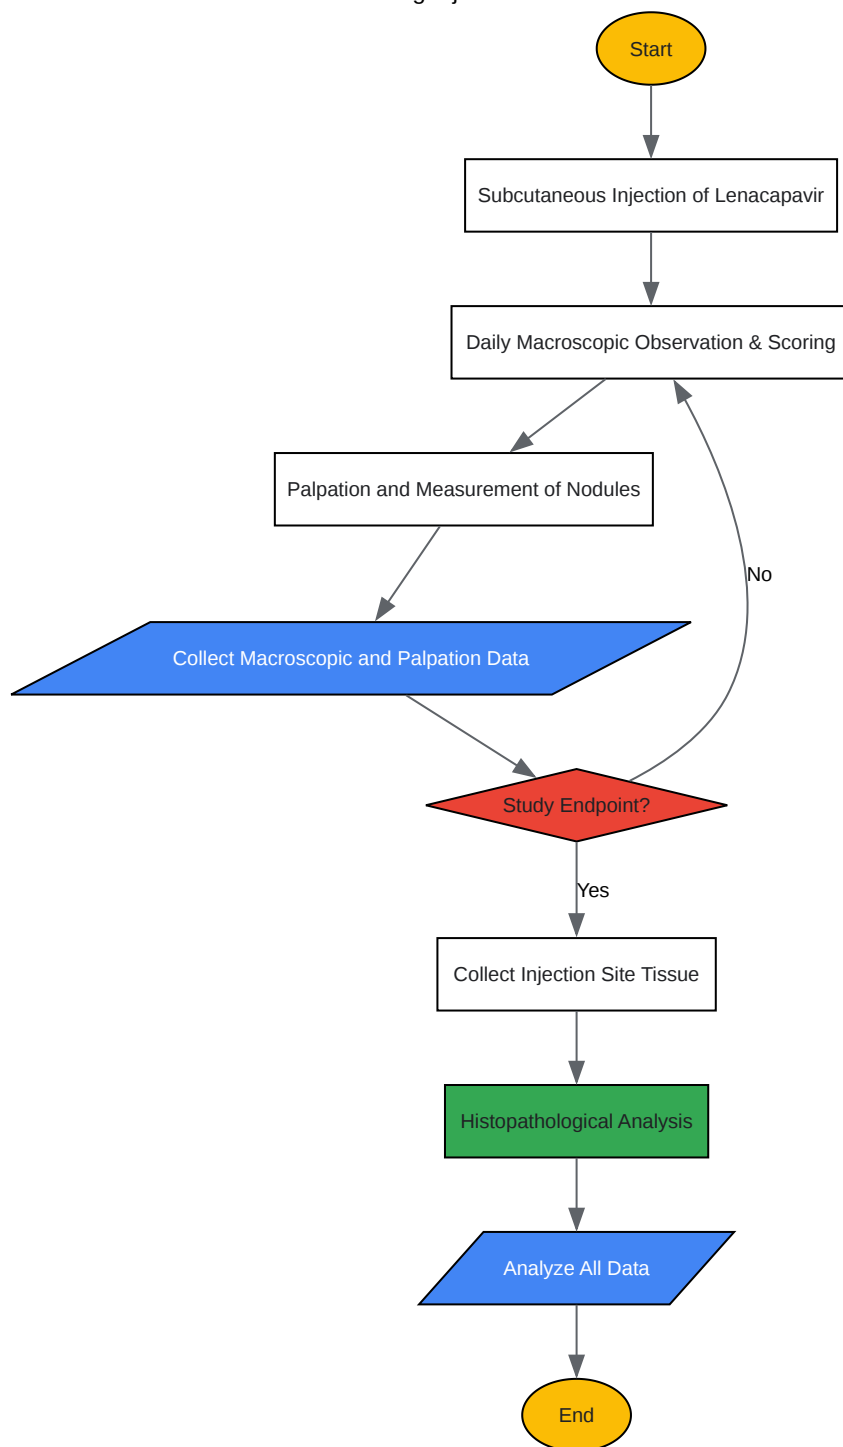 Start
Subcutaneous Injection of Lenacapavir
Daily Macroscopic Observation & Scoring
Palpation and Measurement of Nodules
No
Collect Macroscopic and Palpation Data
Study Endpoint?
Yes
Collect Injection Site Tissue
Histopathological Analysis
Analyze All Data
End